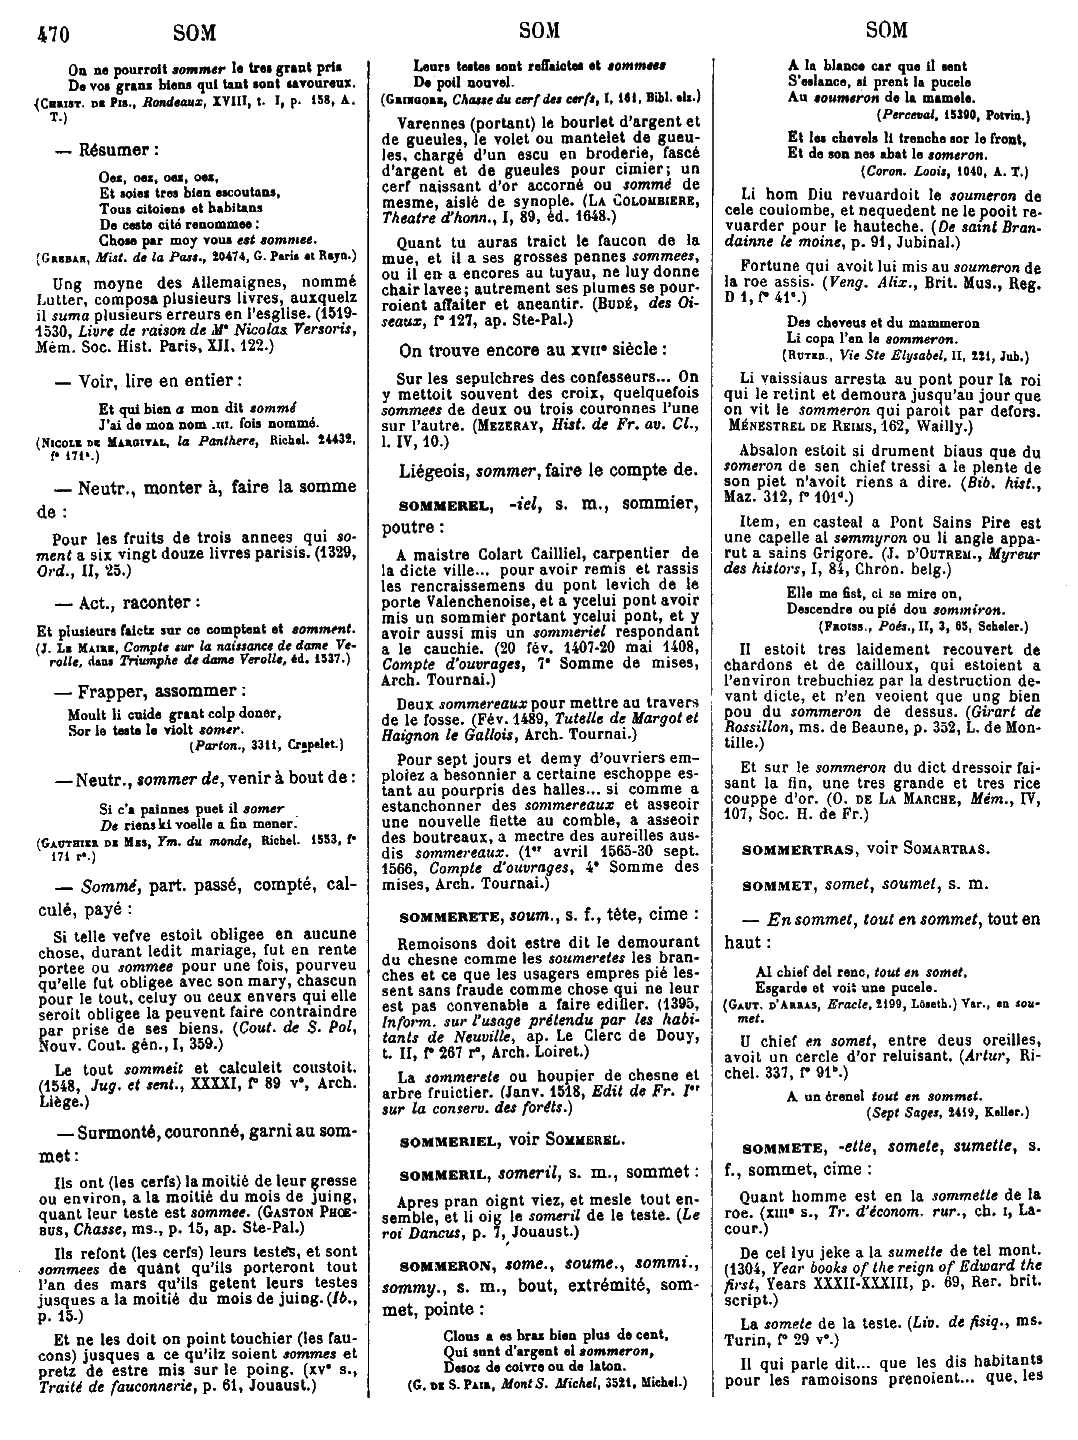 470 SOM SOM SOM
On ne pourroit sommer le tres grant pris
De vos grans biens qui tant sont savoureux.
(CHRIST. DE PIS., Rondeaux, XVIII, t. I, p. 158, A.
T.)
— Résumer :
Oez, oez, oez, oez,
Et soies tres bien escoutans,
Tous citoiens et habitans
De ceste cité renommee :
Chose par moy vous est sommee.
(GREBAN, Mist. de la Pass., 20474, G. Paris et Rayn.)
Ung moyne des Allemaignes, nommé
Lutter, composa plusieurs livres, auxquelz
il suma plusieurs erreurs en l'esglise. (1519-
1530, Livre de raison de Me Nicolas Versoris,
Mém. Soc. Hist. Paris, XII, 122.)
— Voir, lire en entier :
Et qui bien a mon dit sommé
J'ai de mon nom .III. fois nommé.
(NICOLE DE MARGIVAL, la Panthere, Richel. 24432,
fº 171b.)
— Neutr., monter à, faire la somme
de :
Pour les fruits de trois annees qui so-
ment a six vingt douze livres parisis. (1329,
Ord., II, 25.)
— Act., raconter :
Et plusieurs faictz sur ce comptent et somment.
(J. LE MAIRE, Compte sur la naissance de dame Ve-
rolle, dans Triumphe de dame Verolle, éd. 1537.)
— Frapper, assommer :
Moult li cuide grant colp doner,
Sor le teste le violt somer.
(Parton., 3311, Crapelet.)
— Neutr., sommer de, venir à bout de :
Si c'a painnes puet il somer
De riens ki voelle a fin mener.
(GAUTHIER DE MES, Ym. du monde, Richel. 1553, fº
171 rº.)
— Sommé, part. passé, compté, cal-
culé, payé :
Si telle vefve estoit obligee en aucune
chose, durant ledit mariage, fut en rente
portee ou sommee pour une fois, pourveu
qu'elle fut obligee avec son mary, chascun
pour le tout, celuy ou ceux envers qui elle
seroit obligee la peuvent faire contraindre
par prise de ses biens. (Cout. de S. Pol,
Nouv. Cout. gén., I, 359.)
Le tout sommeit et calculeit coustoit.
(1548, Jug. et sent., XXXXI, fº 89 vº, Arch.
Liège.)
— Surmonté, couronné, garni au som-
met :
Ils ont (les cerfs) la moitié de leur gresse
ou environ, a la moitié du mois de juing,
quant leur teste est sommee. (GASTON PHŒ-
BUS, Chasse, ms., p. 15, ap. Ste-Pal.)
Ils refont (les cerfs) leurs testes, et sont
sommees de quant qu'ils porteront tout
l'an des mars qu'ils getent leurs testes
jusques a la moitié du mois de juing. (Ib.,
p. 15.)
Et ne les doit on point touchier (les fau-
cons) jusques a ce qu'ilz soient sommes et
pretz de estre mis sur le poing. (XVe s.,
Traité de fauconnerie, p. 61, Jouaust.)
Leurs testes sont reffaictes et sommees
De poil nouvel.
(GRINGORE, Chasse du cerf des cerfs, I, 161, Bibl. elz.)
Varennes (portant) le bourlet d'argent et
de gueules, le volet ou mantelet de gueu-
les, chargé d'un escu en broderie, fascé
d'argent et de gueules pour cimier; un
cerf naissant d'or accorné ou sommé de
mesme, aislé de synople. (LA COLOMBIERE,
Theatre d'honn., I, 89, éd. 1648.)
Quant tu auras traict le faucon de la
mue, et il a ses grosses pennes sommees,
ou il en a encores au tuyau, ne luy donne
chair lavee; autrement ses plumes se pour-
roient affaiter et aneantir. (BUDÉ, des Oi-
seaux, fº 127, ap. Ste-Pal.)
On trouve encore au XVIIe siècle :
Sur les sepulchres des confesseurs... On
y mettoit souvent des croix, quelquefois
sommees de deux ou trois couronnes l'une
sur l'autre. (MEZERAY, Hist. de Fr. av. Cl.,
l. IV, 10.)
Liégeois, sommer, faire le compte de.
SOMMEREL, -iel, s. m., sommier,
poutre :
A maistre Colart Cailliel, carpentier de
la dicte ville... pour avoir remis et rassis
les rencraissemens du pont levich de le
porte Valenchenoise, et a ycelui pont avoir
mis un sommier portant ycelui pont, et y
avoir aussi mis un sommeriel respondant
a le cauchie. (20 fév. 1407-20 mai 1408,
Compte d'ouvrages, 7e Somme de mises,
Arch. Tournai.)
Deux sommereaux pour mettre au travers
de le fosse. (Fév. 1489, Tutelle de Margot et
Haignon le Gallois, Arch. Tournai.)
Pour sept jours et demy d'ouvriers em-
ploiez a besonnier a certaine eschoppe es-
tant au pourpris des halles... si comme a
estanchonner des sommereaux et asseoir
une nouvelle fiette au comble, a asseoir
des boutreaux, a mectre des aureilles aus-
dis sommereaux. (1er avril 1565-30 sept.
1566, Compte d'ouvrages, 4e Somme des
mises, Arch. Tournai.)
SOMMERETE, soum., s. f., tête, cime :
Remoisons doit estre dit le demourant
du chesne comme les soumeretes les bran-
ches et ce que les usagers empres pié les-
sent sans fraude comme chose qui ne leur
est pas convenable a faire edifier. (1395,
Inform. sur l'usage prétendu par les habi-
tants de Neuville, ap. Le Clerc de Douy,
t. II, fº 267 rº, Arch. Loiret.)
La sommerete ou houpier de chesne et
arbre fruictier. (Janv. 1518, Edit de Fr. Ier
sur la conserv. des forêts.)
SOMMERIEL, voir SOMMEREL.
SOMMERIL, someril, s. m., sommet :
Apres pran oignt viez, et mesle tout en-
semble, et li oig le someril de le teste. (Le
roi Dancus, p. 7, Jouaust.)
SOMMERON, some., soume., sommi.,
sommy., s. m., bout, extrémité, som-
met, pointe :
Clous a es braz bien plus de cent,
Qui sunt d'argent el sommeron,
Desoz de coivre ou de laton.
(G. DE S. PAIR, Mont S. Michel, 3521, Michel.)
A la blance car que il sent
S'eslance, si prent la pucele
Au soumeron de la mamele.
(Perceval, 15390, Potvin.)
Et les chevels li trenche sor le front,
Et de son nes abat le someron.
(Coron. Loois, 1040, A. T.)
Li hom Diu revuardoit le soumeron de
cele coulombe, et nequedent ne le pooit re-
vuarder pour le hauteche. (De saint Bran-
dainne le moine, p. 91, Jubinal.)
Fortune qui avoit lui mis au soumeron de
la roe assis. (Veng. Alix., Brit. Mus., Reg.
D 1, fº 41c.)
Des cheveus et du mammeron
Li copa l'en le sommeron.
(RUTEB., Vie Ste Elysabel, II, 221, Jub.)
Li vaissiaus arresta au pont pour la roi
qui le retint et demoura jusqu'au jour que
on vit le sommeron qui paroit par defors.
(MÉNESTREL DE REIMS, 162, Wailly.)
Absalon estoit si drument biaus que du
someron de sen chief tressi a le plente de
son piet n'avoit riens a dire. (Bib. hist.,
Maz. 312, fº 101c.)
Item, en casteal a Pont Sains Pire est
une capelle al sommyron ou li angle appa-
rut a sains Grigore. (J. D'OUTREM., Myreur
des histors, I, 84, Chron. belg.)
Elle me fist, ci se mire on,
Descendre ou pié dou sommiron.
(FROISS., Poés., II, 3, 65, Scheler.)
Il estoit tres laidement recouvert de
chardons et de cailloux, qui estoient a
l'environ trebuchiez par la destruction de-
vant dicte, et n'en veoient que ung bien
pou du sommeron de dessus. (Girart de
Rossillon, ms. de Beaune, p. 352, L. de Mon-
tille.)
Et sur le sommeron du dict dressoir fai-
sant la fin, une tres grande et tres rice
couppe d'or. (O. DE LA MARCHE, Mém., IV,
107, Soc. H. de Fr.)
SOMMERTRAS, voir SOMARTRAS.
SOMMET, somet, soumet, s. m.
— En sommet, tout en sommet, tout en
haut :
Al chief del renc, tout en somet,
Esgarde et voit une pucele.
(GAUT. D'ARRAS, Eracle, 2199, Löseth.) Var., en sou-
met.
U chief en somet, entre deus oreilles,
avoit un cercle d'or reluisant. (Artur, Ri-
chel. 337, fº 91b.)
A un érenel tout en sommet.
(Sept Sages, 2419, Keller.)
SOMMETE, -ette, somete, sumette, s.
f., sommet, cime :
Quant homme est en la sommette de la
roe. (XIIIe s., Tr. d'économ. rur., ch. I, La-
cour.)
De cel lyu jeke a la sumette de tel mont.
(1304, Year books of the reign of Edward the
first, Years XXXII-XXXIII, p. 69, Rer. brit.
script.)
La somete de la teste. (Liv. de fisiq., ms.
Turin, fº 29 vº.)
Il qui parle dit... que les dis habitants
pour les ramoisons prenoient... que, les